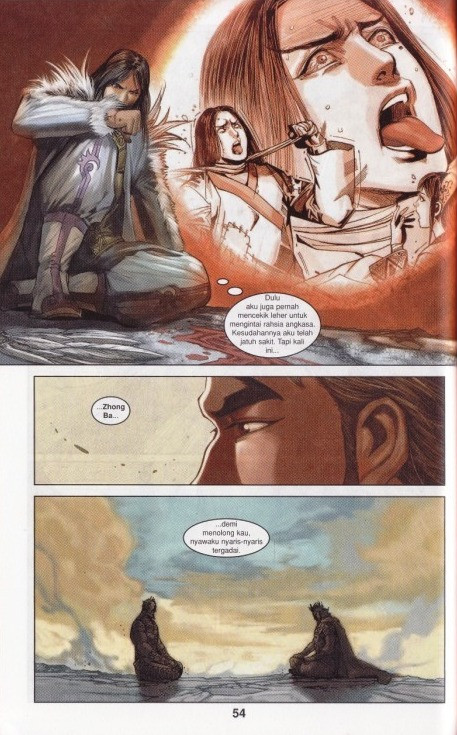 Dulu
aku juga pernah
mencekik leher untuk
mengintai rahsia angkasa.
Kesudahannya aku telah
jatuh sakit. Tapi kali
ini...
...Zhong
Ba...
...demi
menolong kau,
nyawaku nyaris-nyaris
tergadai.
54